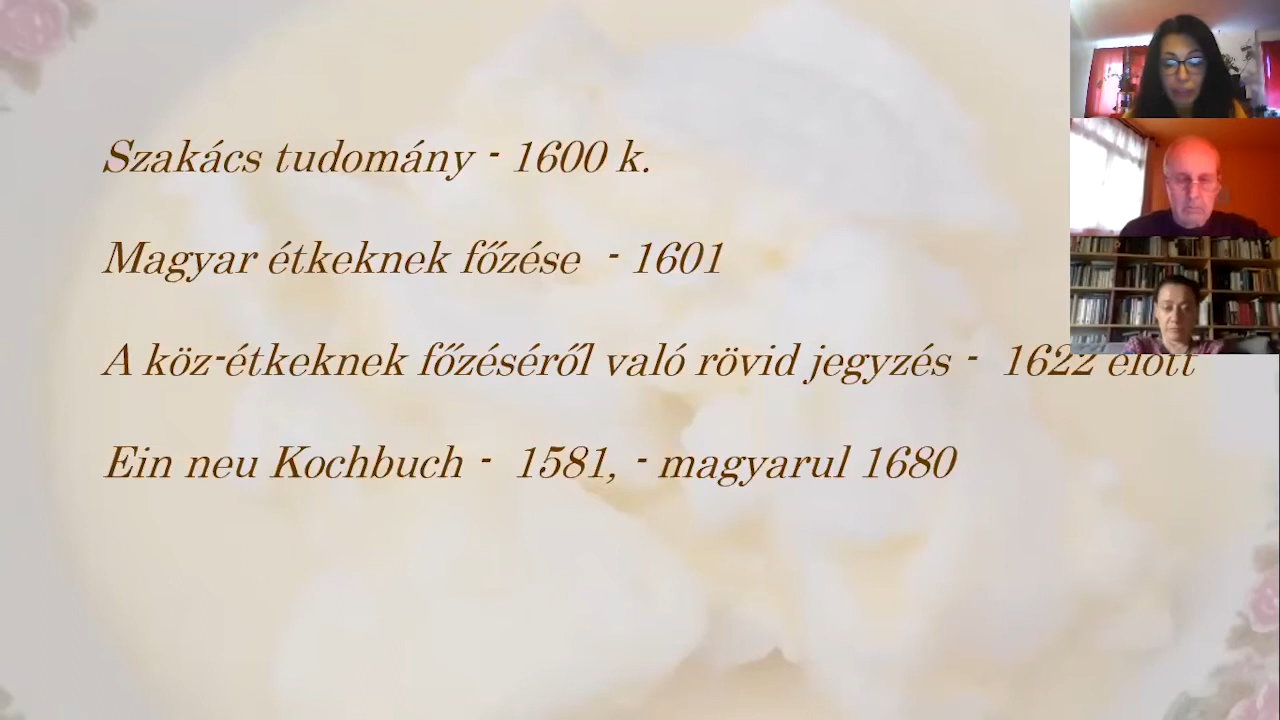 Szakács tudomány - 1600 k.
Magyar étkeknek főzése - 1601
A köz-étkeknek főzéséről való rövid jegyzés - 1622 előtt
Ein neu Kochbuch - 1581, - magyarul 1680